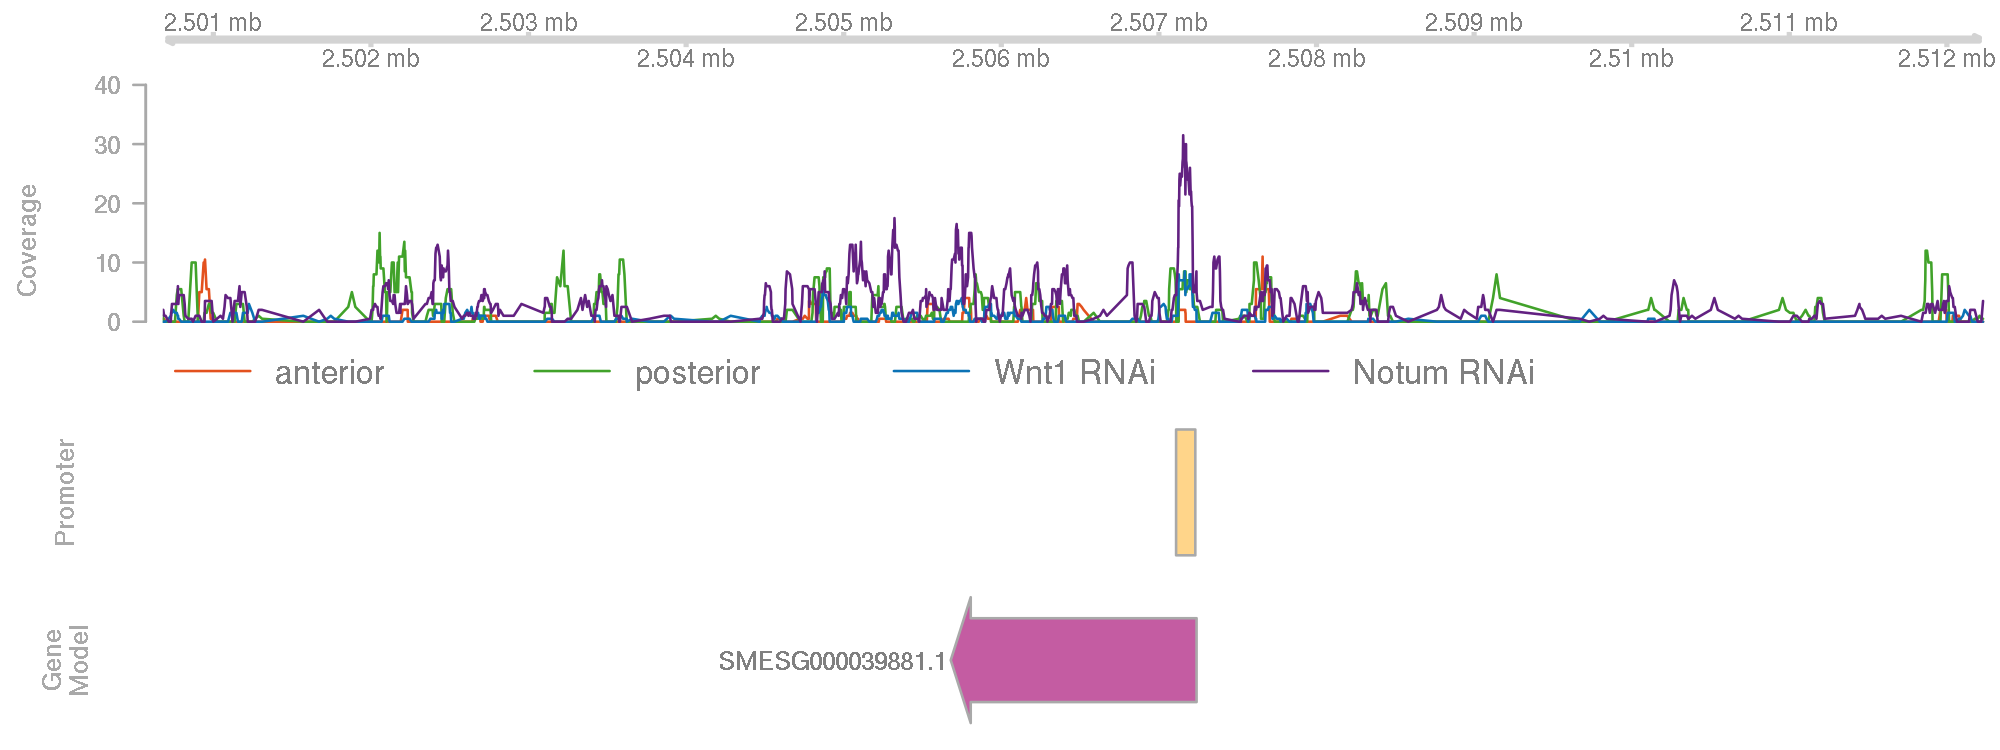 2.501 mb 2.503 mb 2.505 mb 2.507 mb 2.509 mb 2.511 mb
2.502 mb 2.504 mb 2.506 mb 2.508 mb 2.51 mb 2.512 mb
40
30
20
10
0
Coverage
anterior posterior Wnt1 RNAi Notum RNAi
Promoter
Gene
Model
SMESG000039881.1